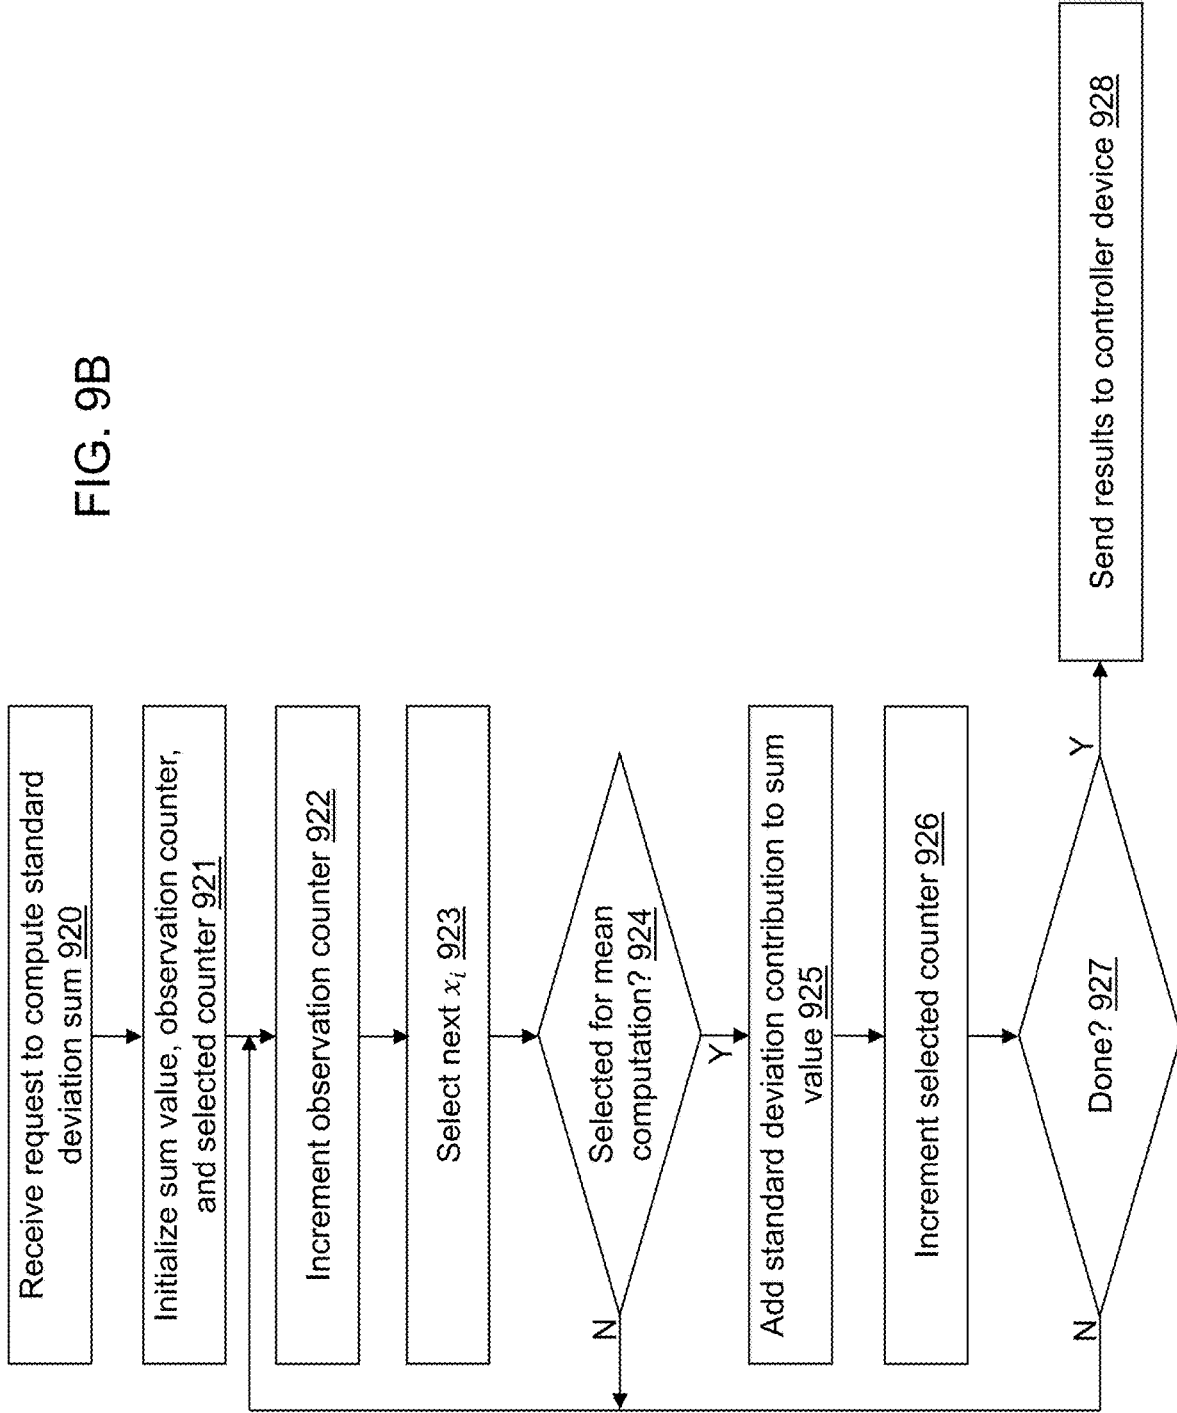 FIG. 9B
Receive request to compute standard
deviation sum 920
Initialize sum value, observation counter,
and selected counter 921
Increment observation counter 922
Select next xᵢ 923
Selected for mean
computation? 924
N
Y
Add standard deviation contribution to sum
value 925
Increment selected counter 926
Done? 927
N
Y
Send results to controller device 928